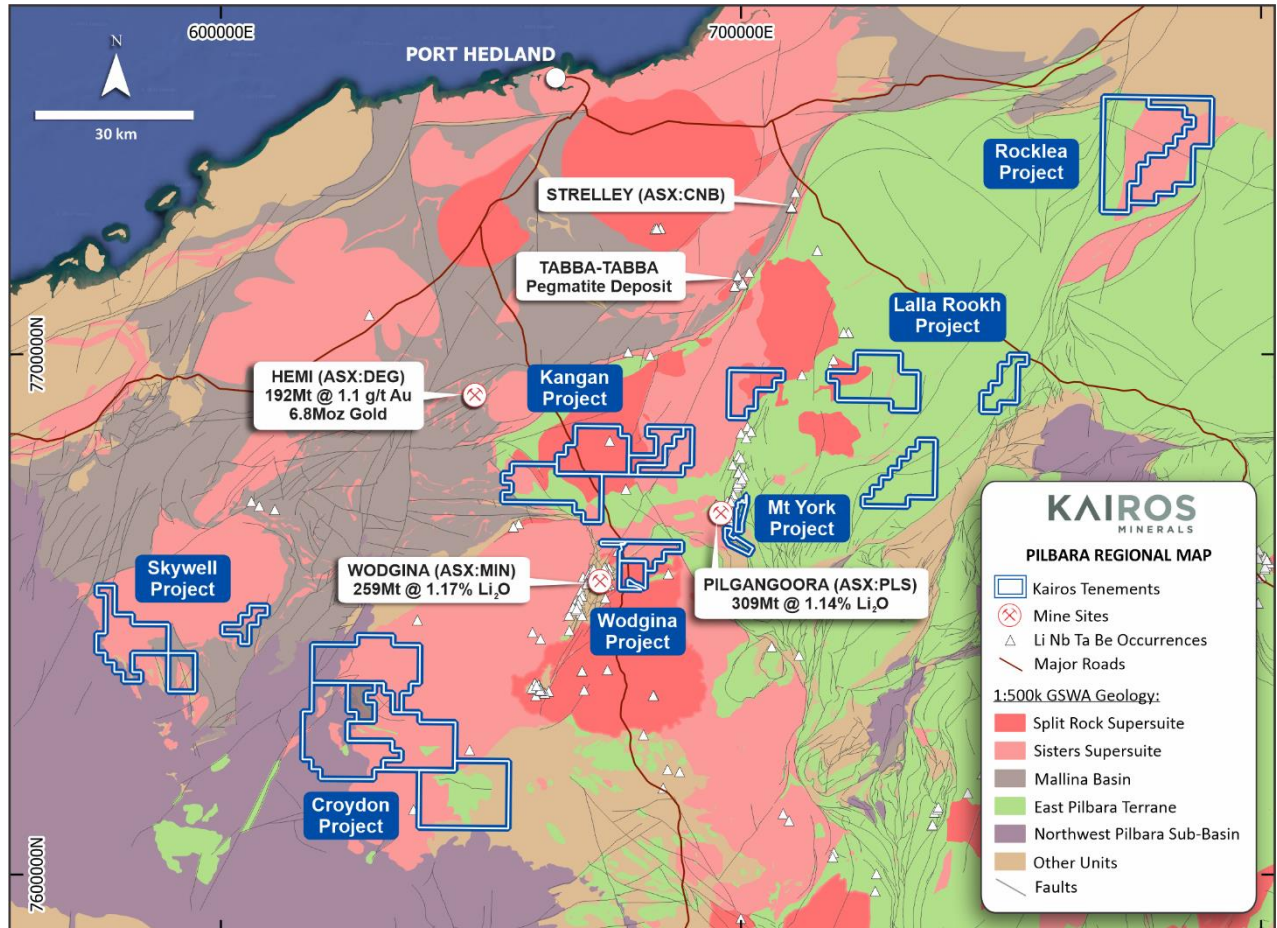 600000E
700000E
N
30 km
PORT HEDLAND
Rocklea
Project
STRELLEY (ASX:CNB)
TABBA-TABBA
Pegmatite Deposit
Lalla Rookh
Project
7700000N
HEMI (ASX:DEG)
192Mt @ 1.1 g/t Au
6.8Moz Gold
Kangan
Project
Mt York
Project
Skywell
Project
WODGINA (ASX:MIN)
259Mt @ 1.17% Li₂O
PILGANGOORA (ASX:PLS)
309Mt @ 1.14% Li₂O
Wodgina
Project
Croydon
Project
7600000N
KAIROS
MINERALS
PILBARA REGIONAL MAP
Kairos Tenements
Mine Sites
Li Nb Ta Be Occurrences
Major Roads
1:500k GSWA Geology:
Split Rock Supersuite
Sisters Supersuite
Mallina Basin
East Pilbara Terrane
Northwest Pilbara Sub-Basin
Other Units
Faults